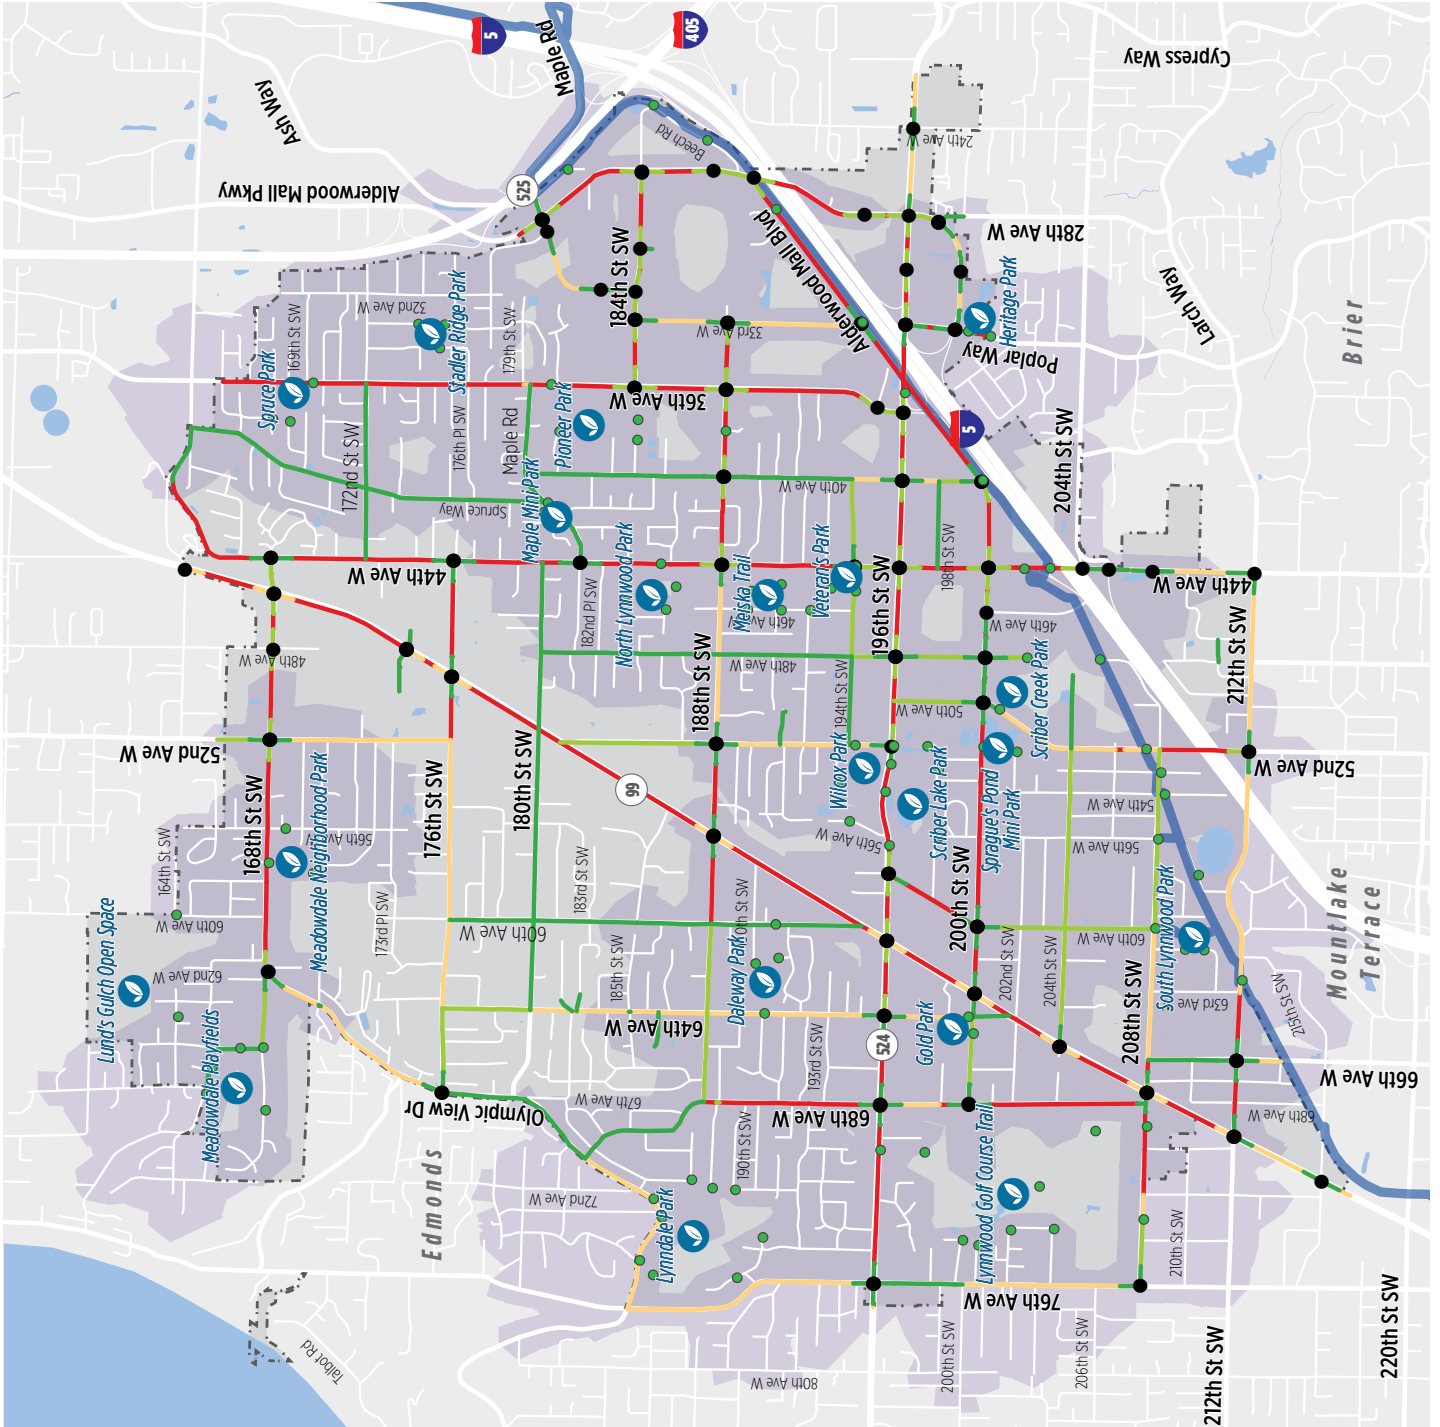 5
405
Maple Rd
Ash Way
Cypress Way
Alderwood Mall Pkwy
525
Beech Rd
24th Ave W
28th Ave W
Alderwood Mall Blvd
184th St SW
Spruce Park
169th St SW
32nd Ave W
Stadler Ridge Park
179th St SW
33rd Ave W
Heritage Park
Poplar Way
Larch Way
Brier
36th Ave W
Pioneer Park
176th Pl SW
Maple Rd
172nd St SW
Spruce Way
Maple Mini Park
40th Ave W
5
204th St SW
44th Ave W
182nd Pl SW
North Lynnwood Park
Meiska Trail
46th Ave W
Veteran's Park
196th St SW
198th St SW
46th Ave W
44th Ave W
212th St SW
48th Ave W
188th St SW
48th Ave W
194th St SW
50th Ave W
Scriber Creek Park
52nd Ave W
168th St SW
Meadowdale Neighborhood Park
176th St SW
180th St SW
99
Wilcox Park
Scriber Lake Park
Sprague's Pond
Mini Park
52nd Ave W
54th Ave W
164th St SW
56th Ave W
56th Ave W
56th Ave W
Lund's Gulch Open Space
60th Ave W
62nd Ave W
173rd Pl SW
183rd St SW
60th Ave W
185th St SW
Daleway Park
200th St SW
202nd St SW
204th St SW
60th Ave W
208th St SW
South Lynnwood Park
63rd Ave W
215th St SW
Mountlake
Terrace
Meadowdale Playfields
64th Ave W
193rd St SW
524
Gold Park
66th Ave W
Olympic View Dr
67th Ave W
68th Ave W
68th Ave W
Edmonds
190th St SW
72nd Ave W
Lynndale Park
Lynnwood Golf Course Trail
210th St SW
76th Ave W
Talbot Rd
80th Ave W
200th St SW
206th St SW
212th St SW
220th St SW